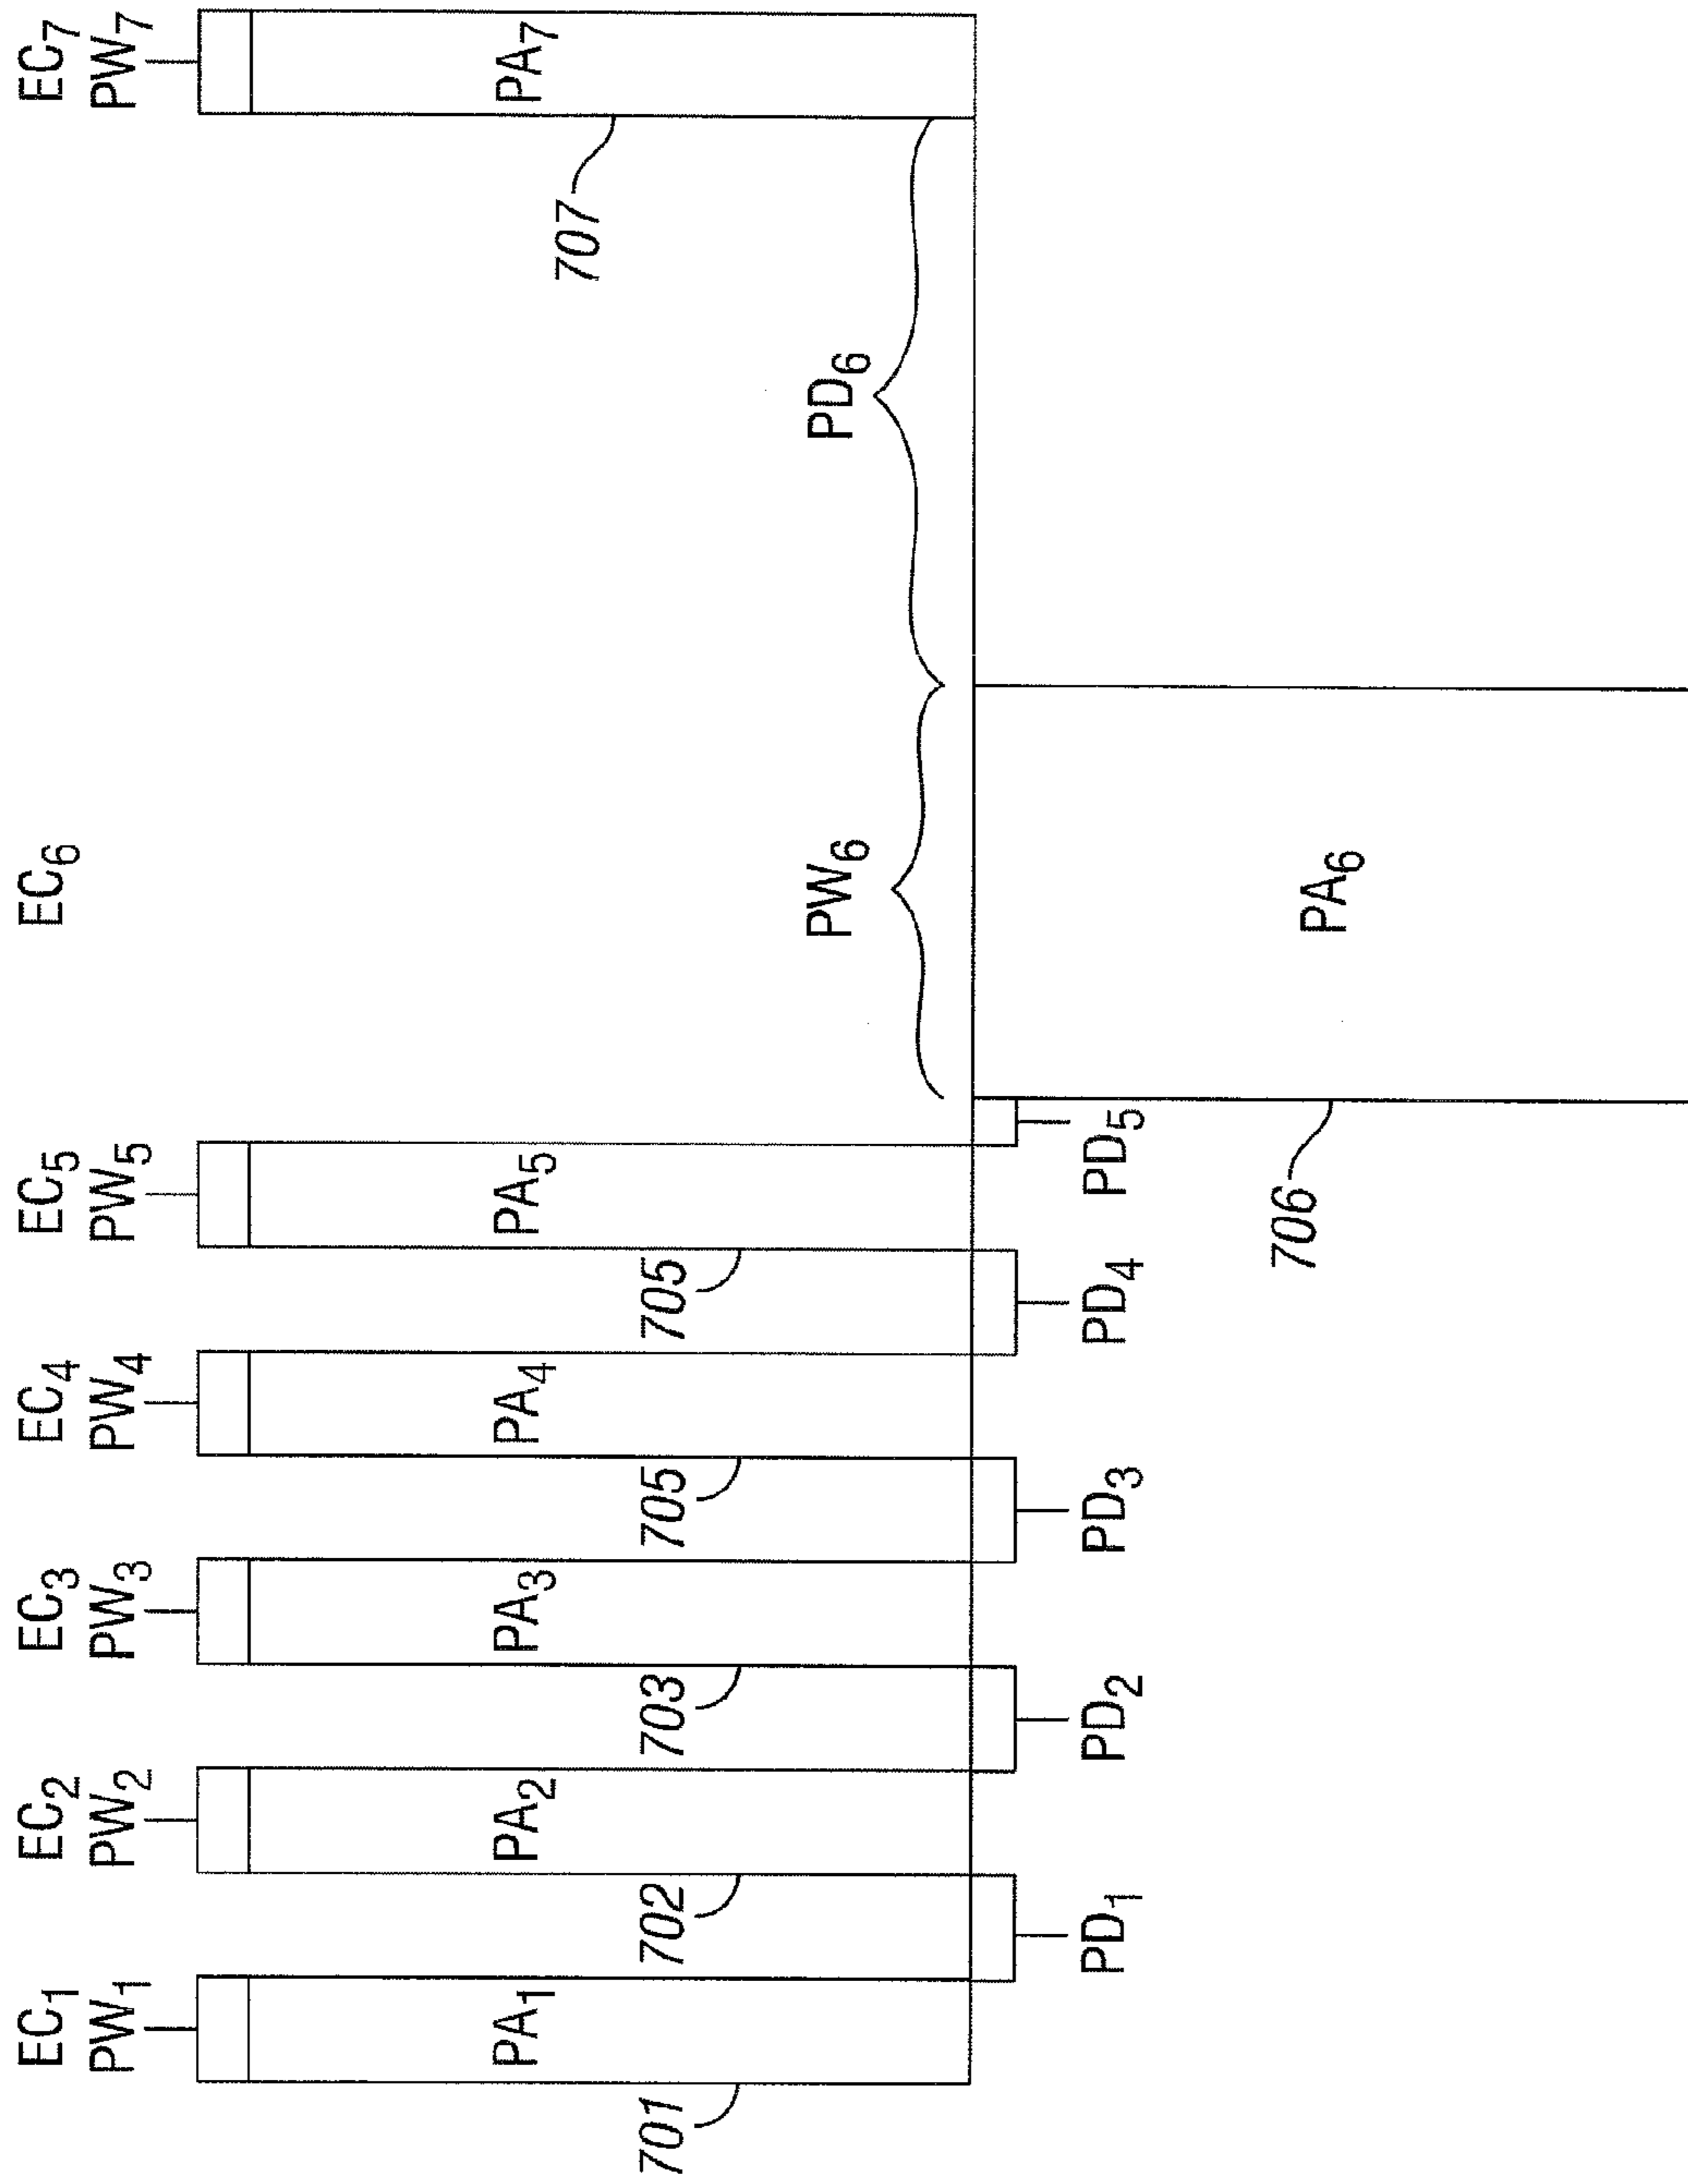 EC1 EC2 EC3 EC4 EC5 EC6 EC7
PW1 PW2 PW3 PW4 PW5 PW7
PA1 PA2 PA3 PA4 PA5 PA7
701 702 703 705 705 707
PW6 PD6
PD1 PD2 PD3 PD4 PD5
706 PA6